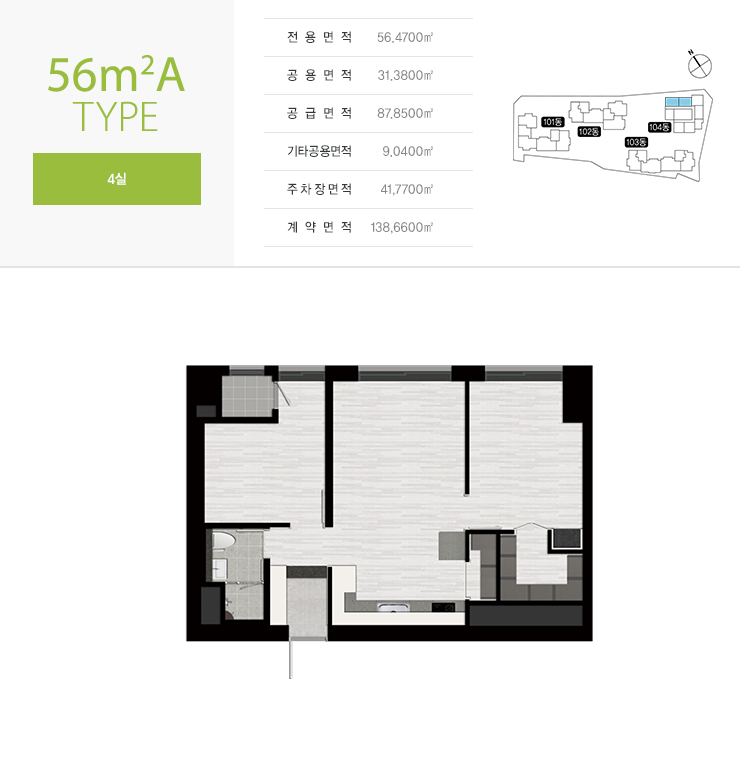 56m²A
TYPE
4실
전용면적 56.4700㎡
공용면적 31.3800㎡
공급면적 87.8500㎡
기타공용면적 9.0400㎡
주차장면적 41.7700㎡
계약면적 138.6600㎡
N
101동
102동
104동
103동